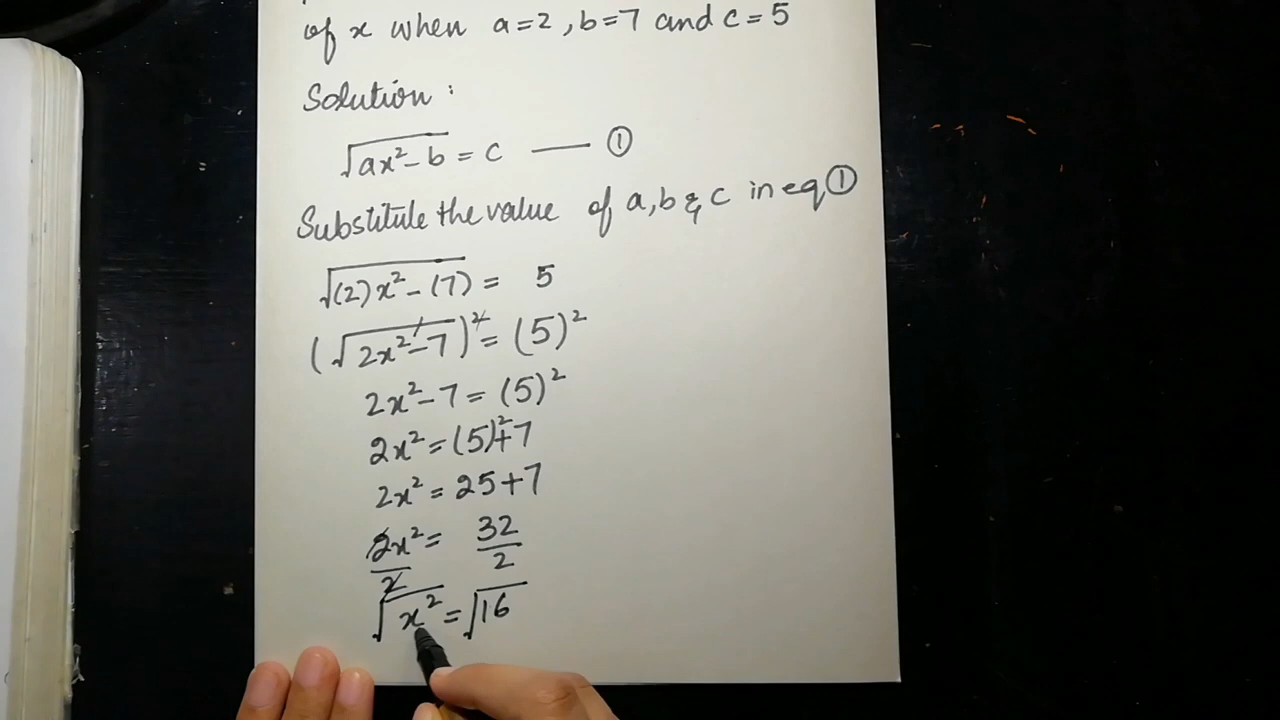 of x when a=2, b=7 and c=5
Solution:
√(ax²-b) = c — ①
Substitute the value of a,b & c in eq ①
√((2)x²-(7)) = 5
(√(2x²-7))² = (5)²
2x²-7 = (5)²
2x² = (5)²+7
2x² = 25+7
2x²/2 = 32/2
√(x²) = √16